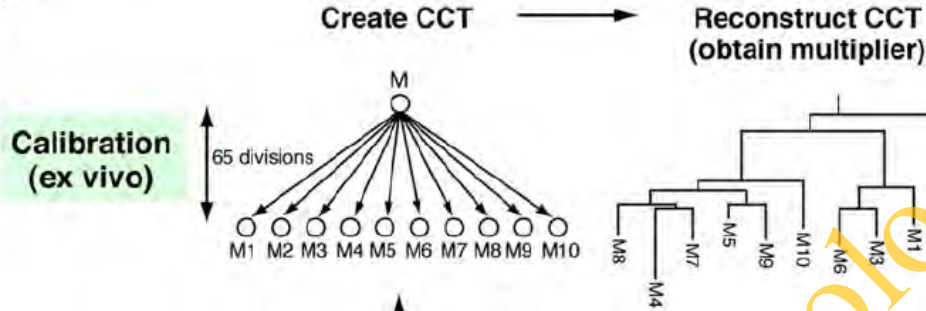 Create CCT
Reconstruct CCT
(obtain multiplier)
M
Calibration
(ex vivo)
65 divisions
M1 M2 M3 M4 M5 M6 M7 M8 M9 M10
M8
M4
M7
M5
M9
M10
M6
M3
M1